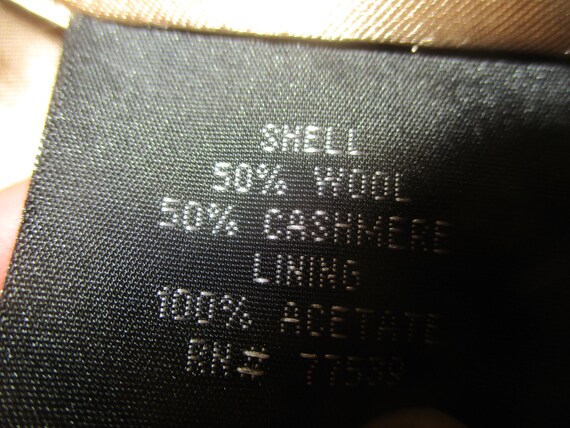 SHELL
50% WOOL
50% CASHMERE
LINING
100% ACETATE
RN#